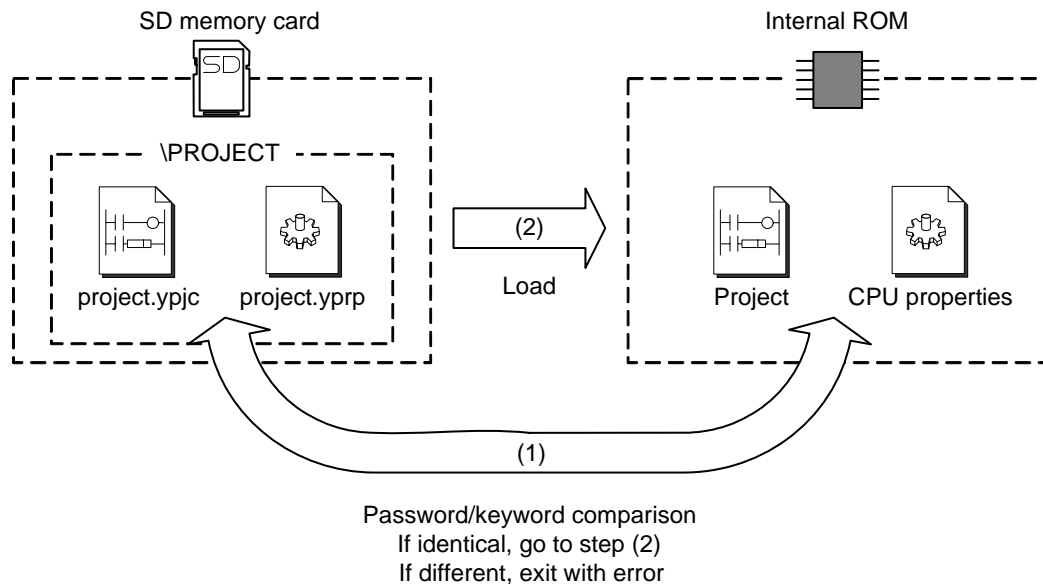 SD memory card
Internal ROM
SD
\PROJECT
(2)
Load
project.ypjc
project.yprp
Project
CPU properties
(1)
Password/keyword comparison
If identical, go to step (2)
If different, exit with error